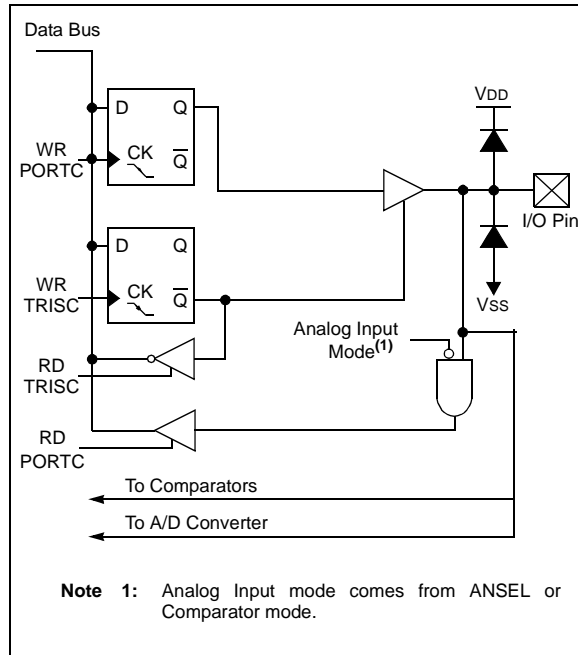 Data Bus
D Q
WR
PORTC
CK
Q
VDD
I/O Pin
D Q
WR
TRISC
CK
Q
VSS
Analog Input
Mode(1)
RD
TRISC
RD
PORTC
To Comparators
To A/D Converter
Note 1: Analog Input mode comes from ANSEL or
Comparator mode.